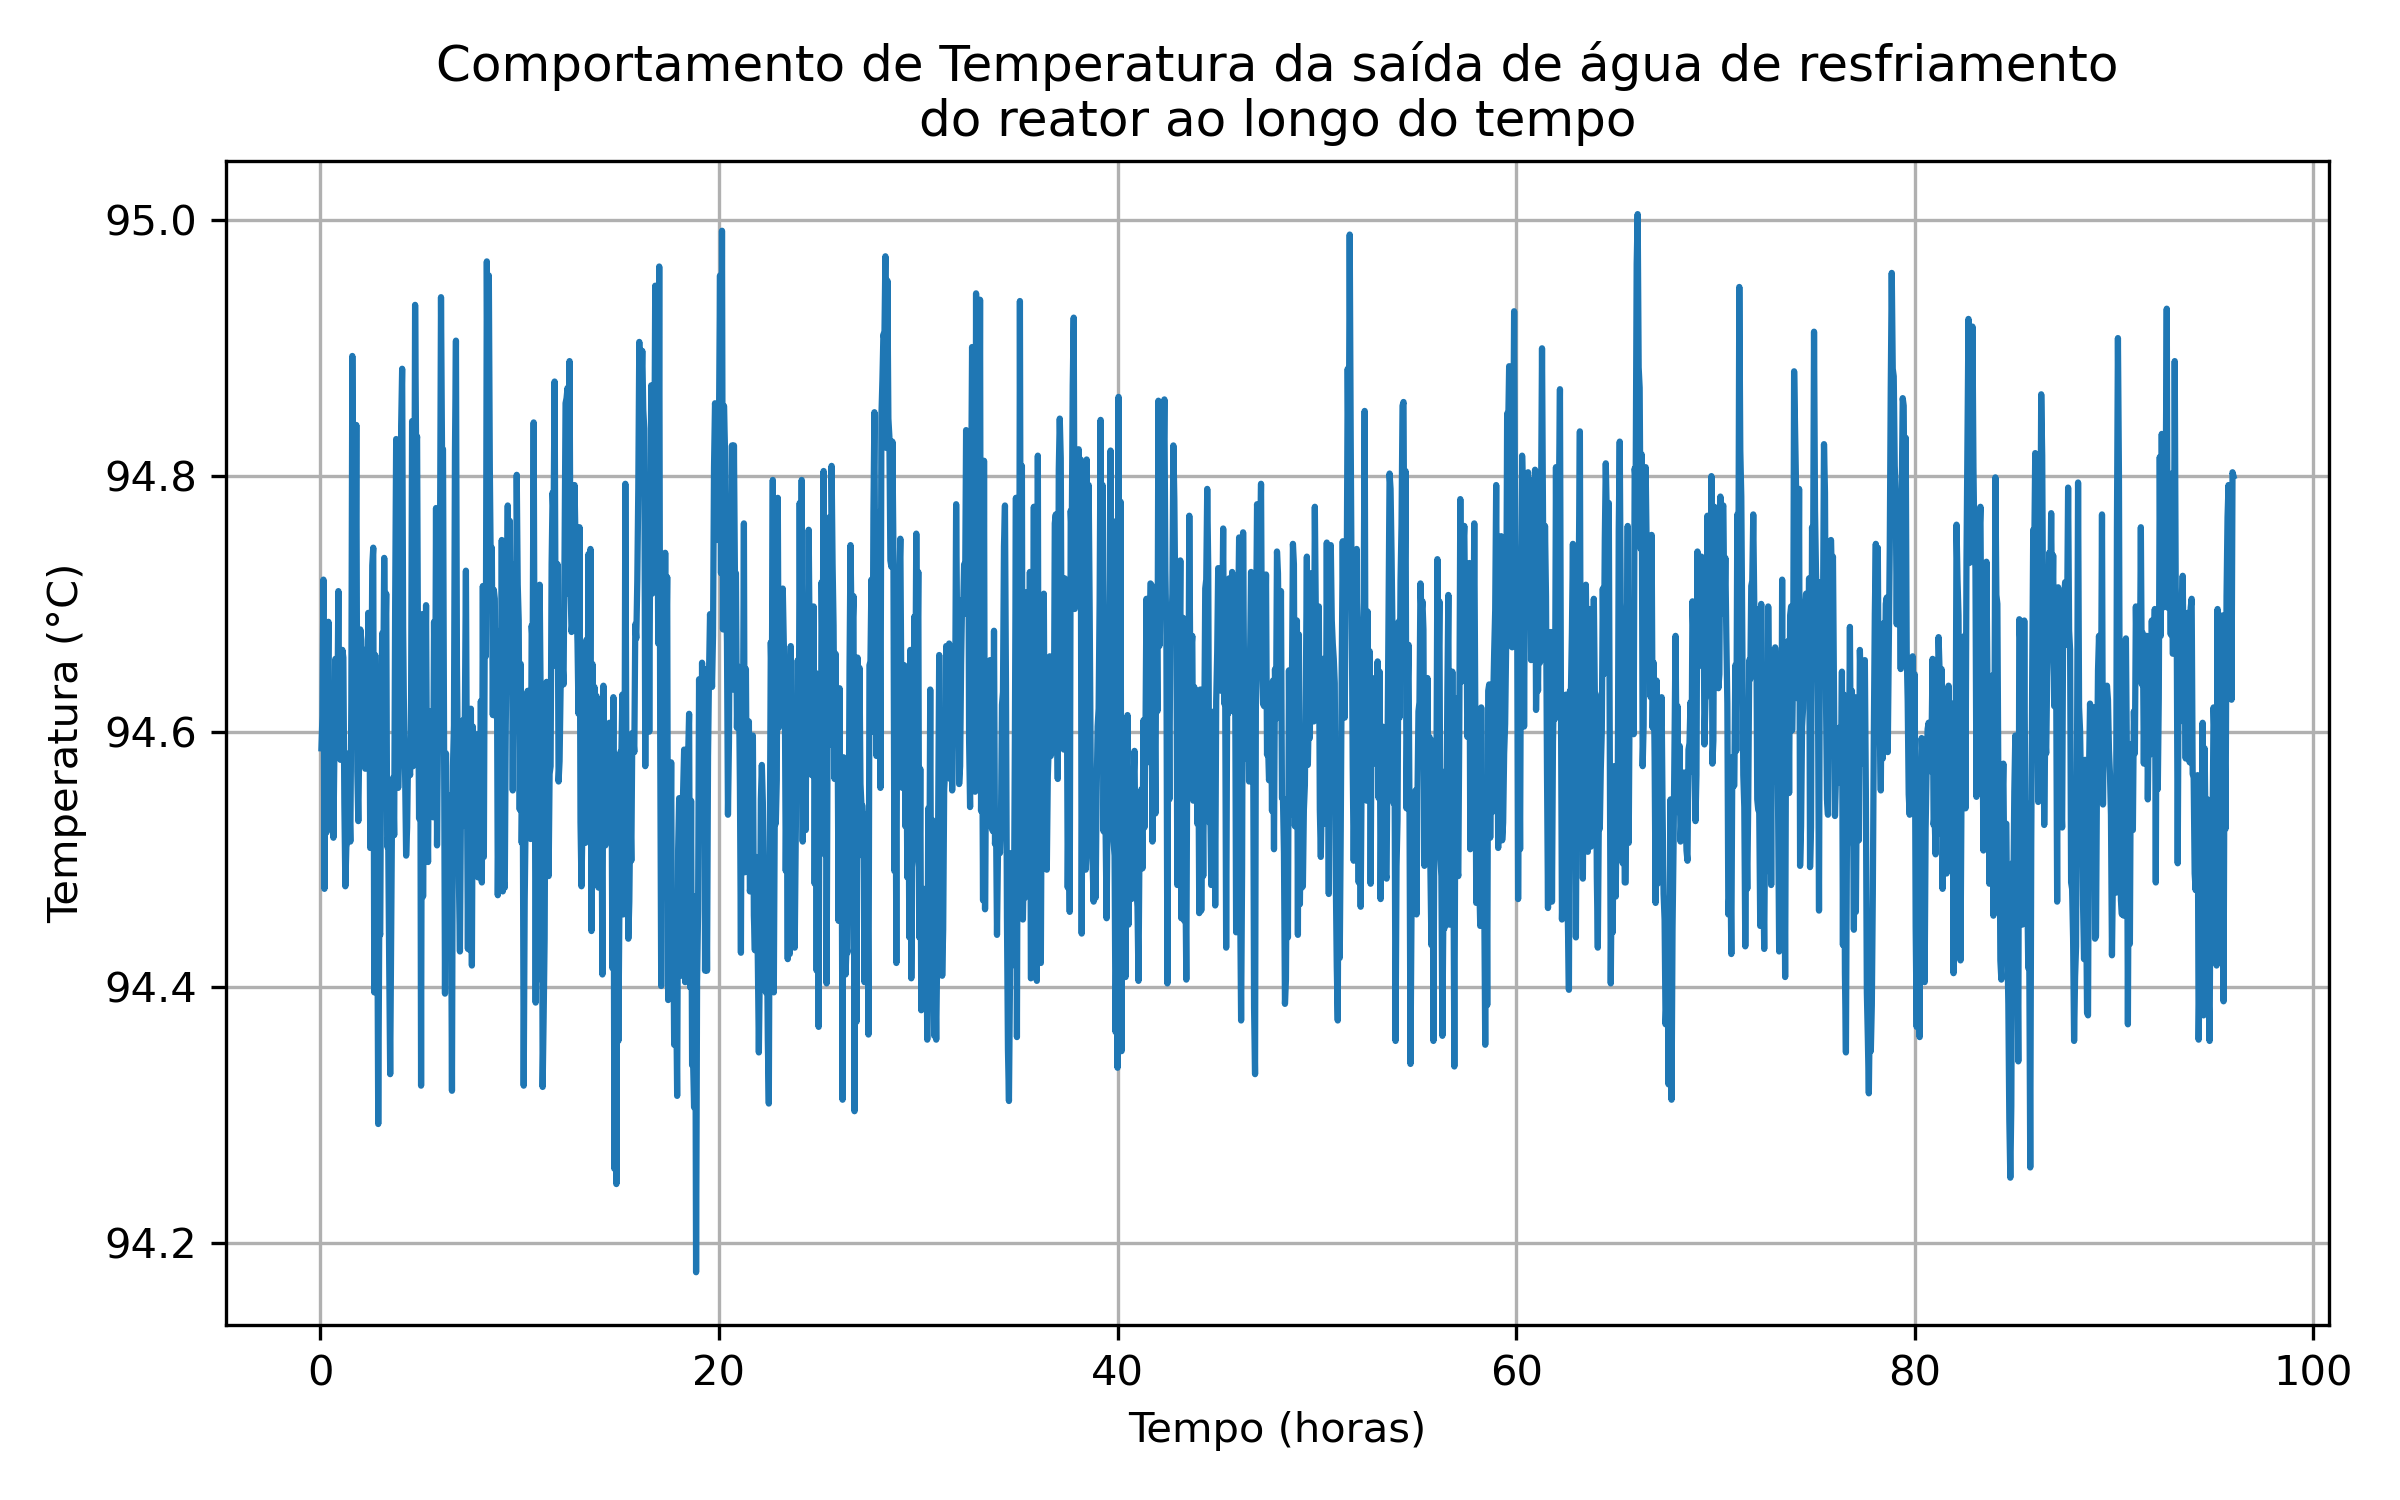 Comportamento de Temperatura da saída de água de resfriamento
do reator ao longo do tempo
95.0
94.8
94.6
94.4
94.2
Temperatura (°C)
0 20 40 60 80 100
Tempo (horas)